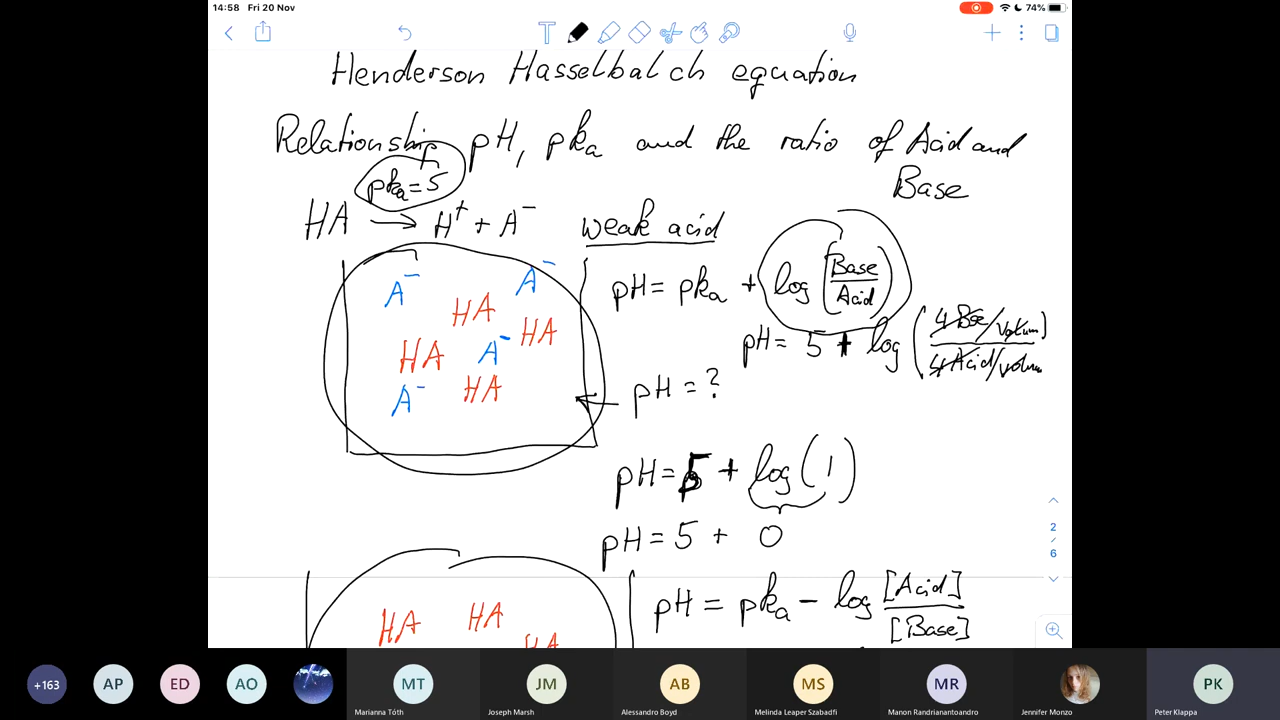 14:58 Fri 20 Nov
74%
T
Henderson Hasselbalch equation
Relationship pH, pka and the ratio of Acid and
Base
pka=5
HA → H+ + A-
weak acid
pH= pka + log [Base/Acid]
pH= 5 + log (4 Base/volum) / (4 Acid/volum
A- A-
HA
HA
HA A-
HA
A-
pH = ?
pH= 5 + log (1)
pH= 5 + 0
2
/
6
pH = pka - log [Acid]/[Base]
HA HA
HA
+163 AP ED AO MT JM AB MS MR PK
Marianna Tóth Joseph Marsh Alessandro Boyd Melinda Leaper Szabadfi Manon Randrianantoandro Jennifer Monzo Peter Klappa